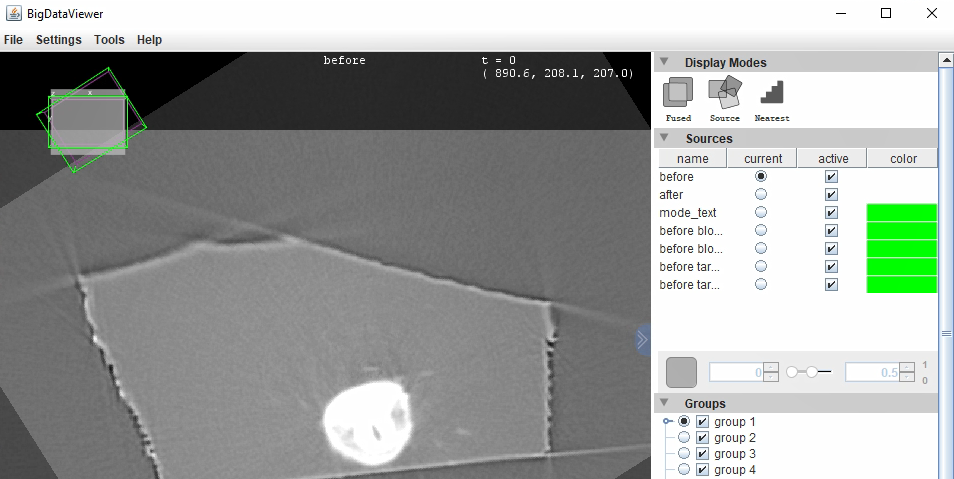 BigDataViewer
File Settings Tools Help
before t = 0
( 890.6, 208.1, 207.0)
z x
Display Modes
Fused Source Nearest
Sources
name current active color
before
after
mode_text
before blo...
before blo...
before tar...
before tar...
0 0.5 1
0
Groups
group 1
group 2
group 3
group 4